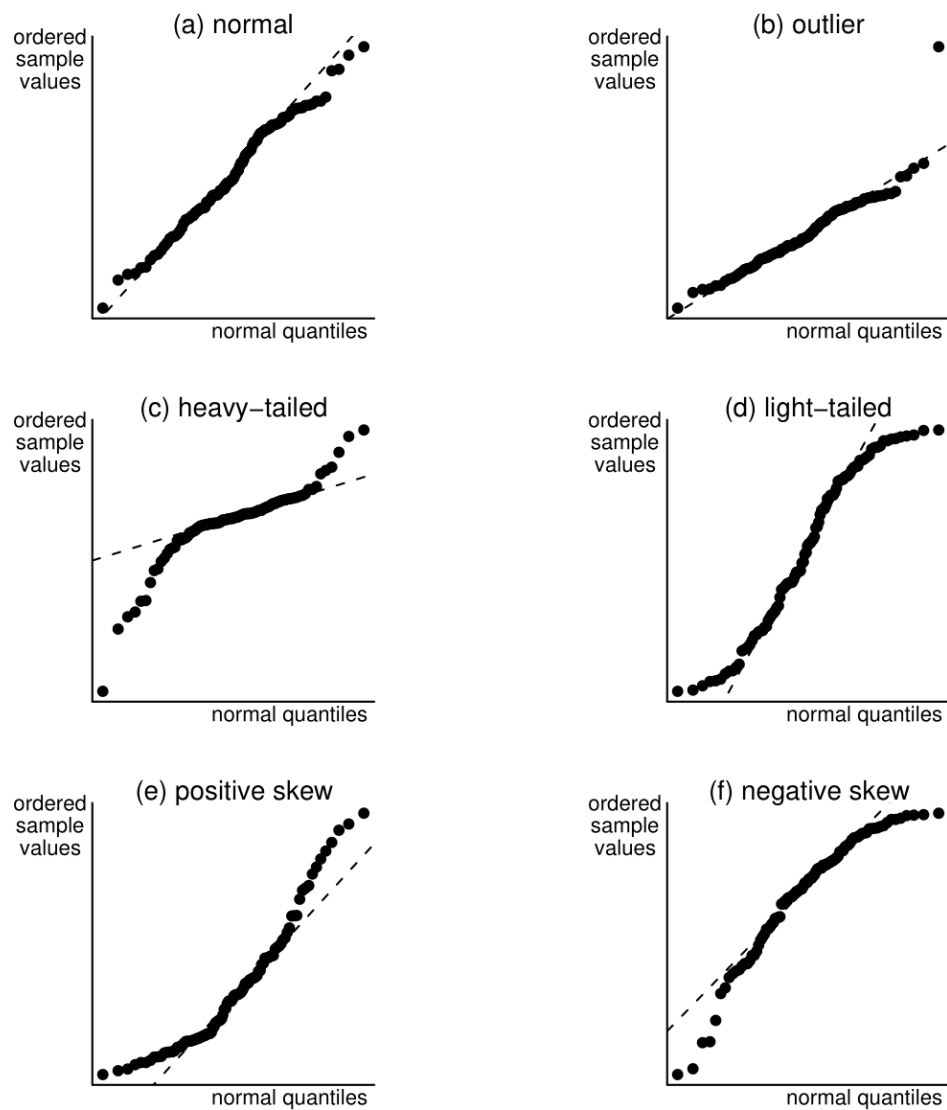 (a) normal
ordered
sample
values
normal quantiles
(b) outlier
ordered
sample
values
normal quantiles
(c) heavy−tailed
ordered
sample
values
normal quantiles
(d) light−tailed
ordered
sample
values
normal quantiles
(e) positive skew
ordered
sample
values
normal quantiles
(f) negative skew
ordered
sample
values
normal quantiles